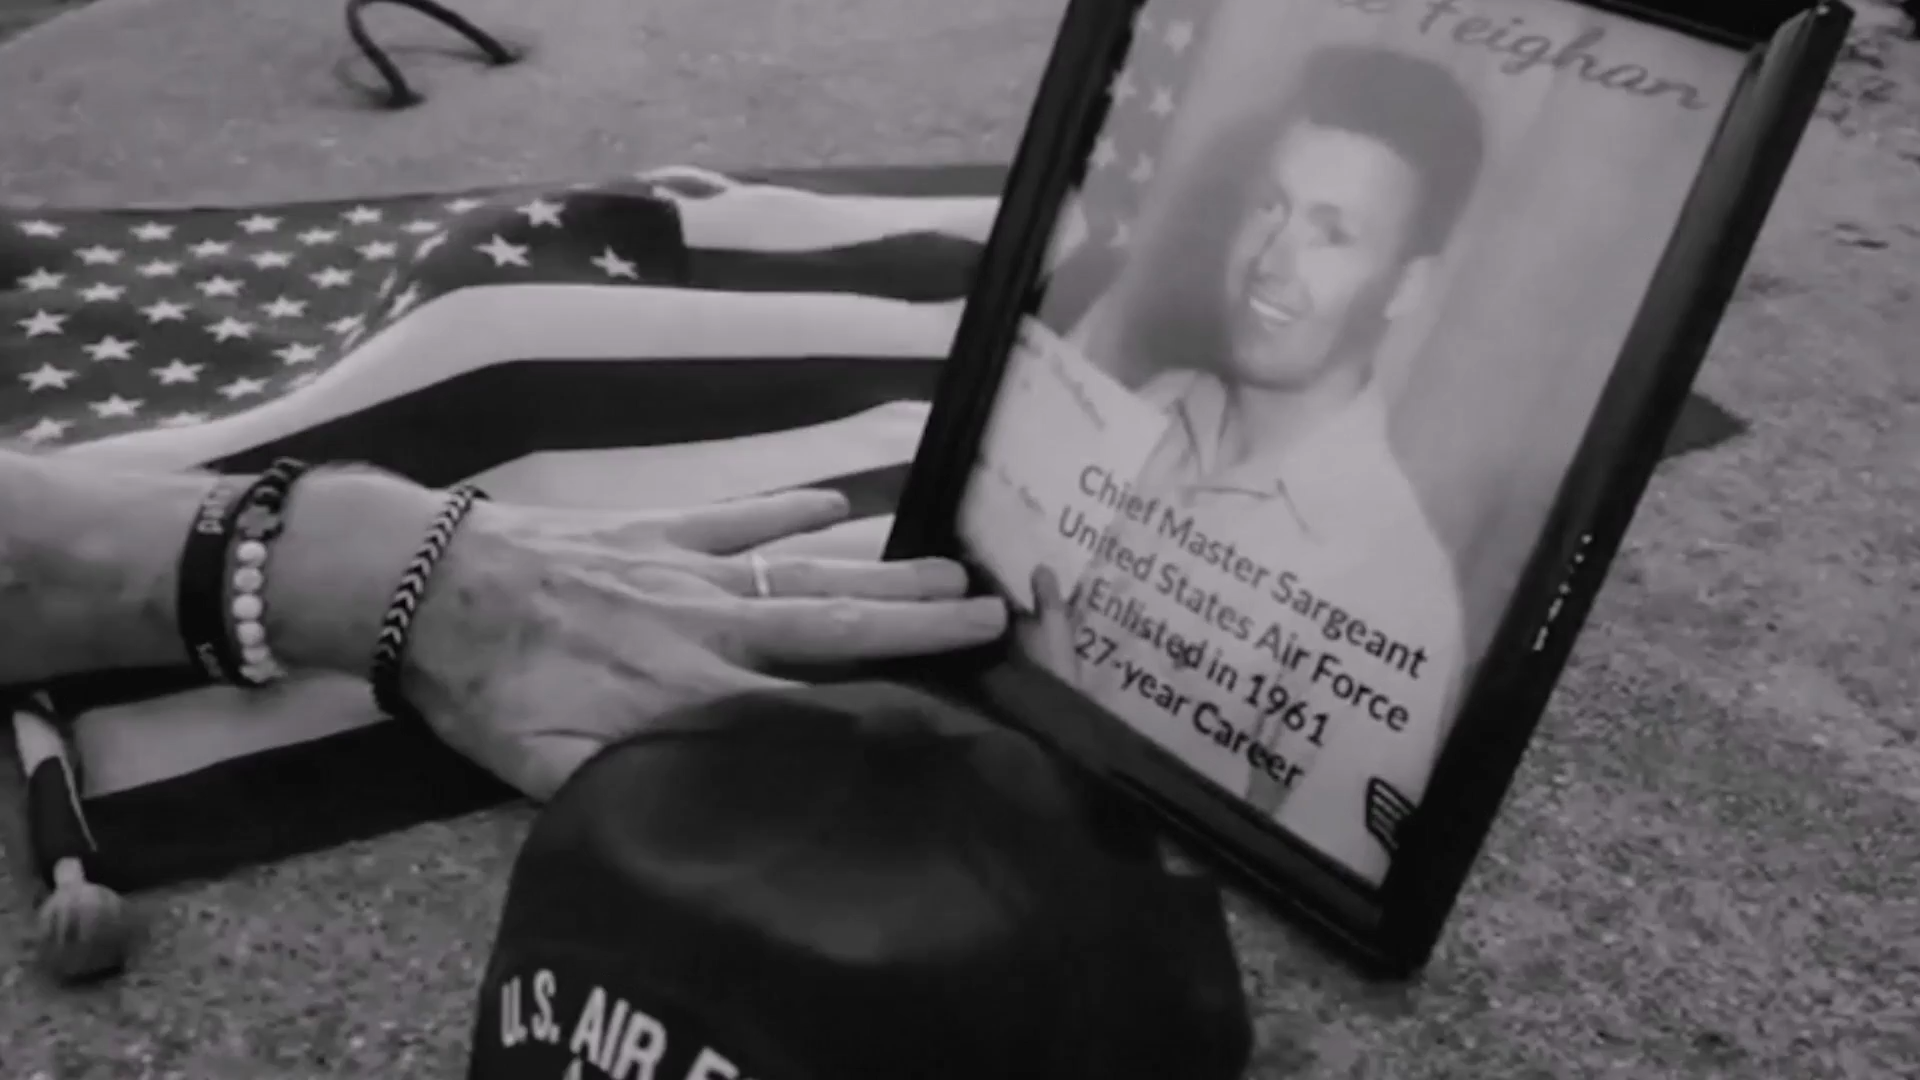 Feighan
Chief Master Sargeant
United States Air Force
Enlisted in 1961
27-year Career
U.S. AIR